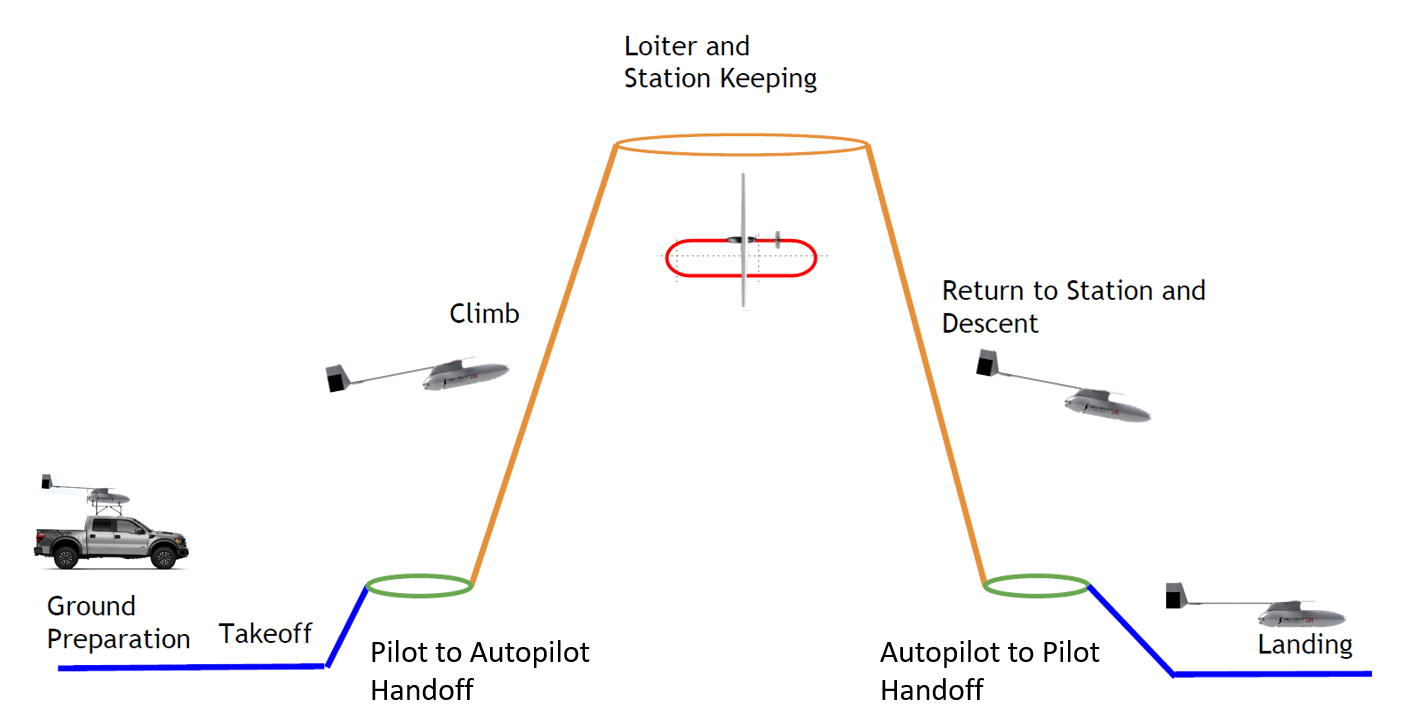 Loiter and
Station Keeping
Climb
Return to Station and
Descent
Ground
Preparation
Takeoff
Pilot to Autopilot
Handoff
Autopilot to Pilot
Handoff
Landing